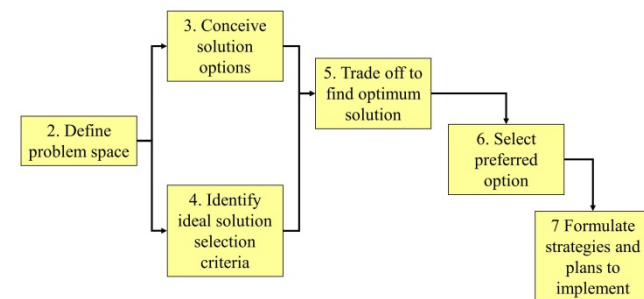 3. Conceive
solution
options
5. Trade off to
find optimum
solution
2. Define
problem space
6. Select
preferred
option
4. Identify
ideal solution
selection
criteria
7 Formulate
strategies and
plans to
implement